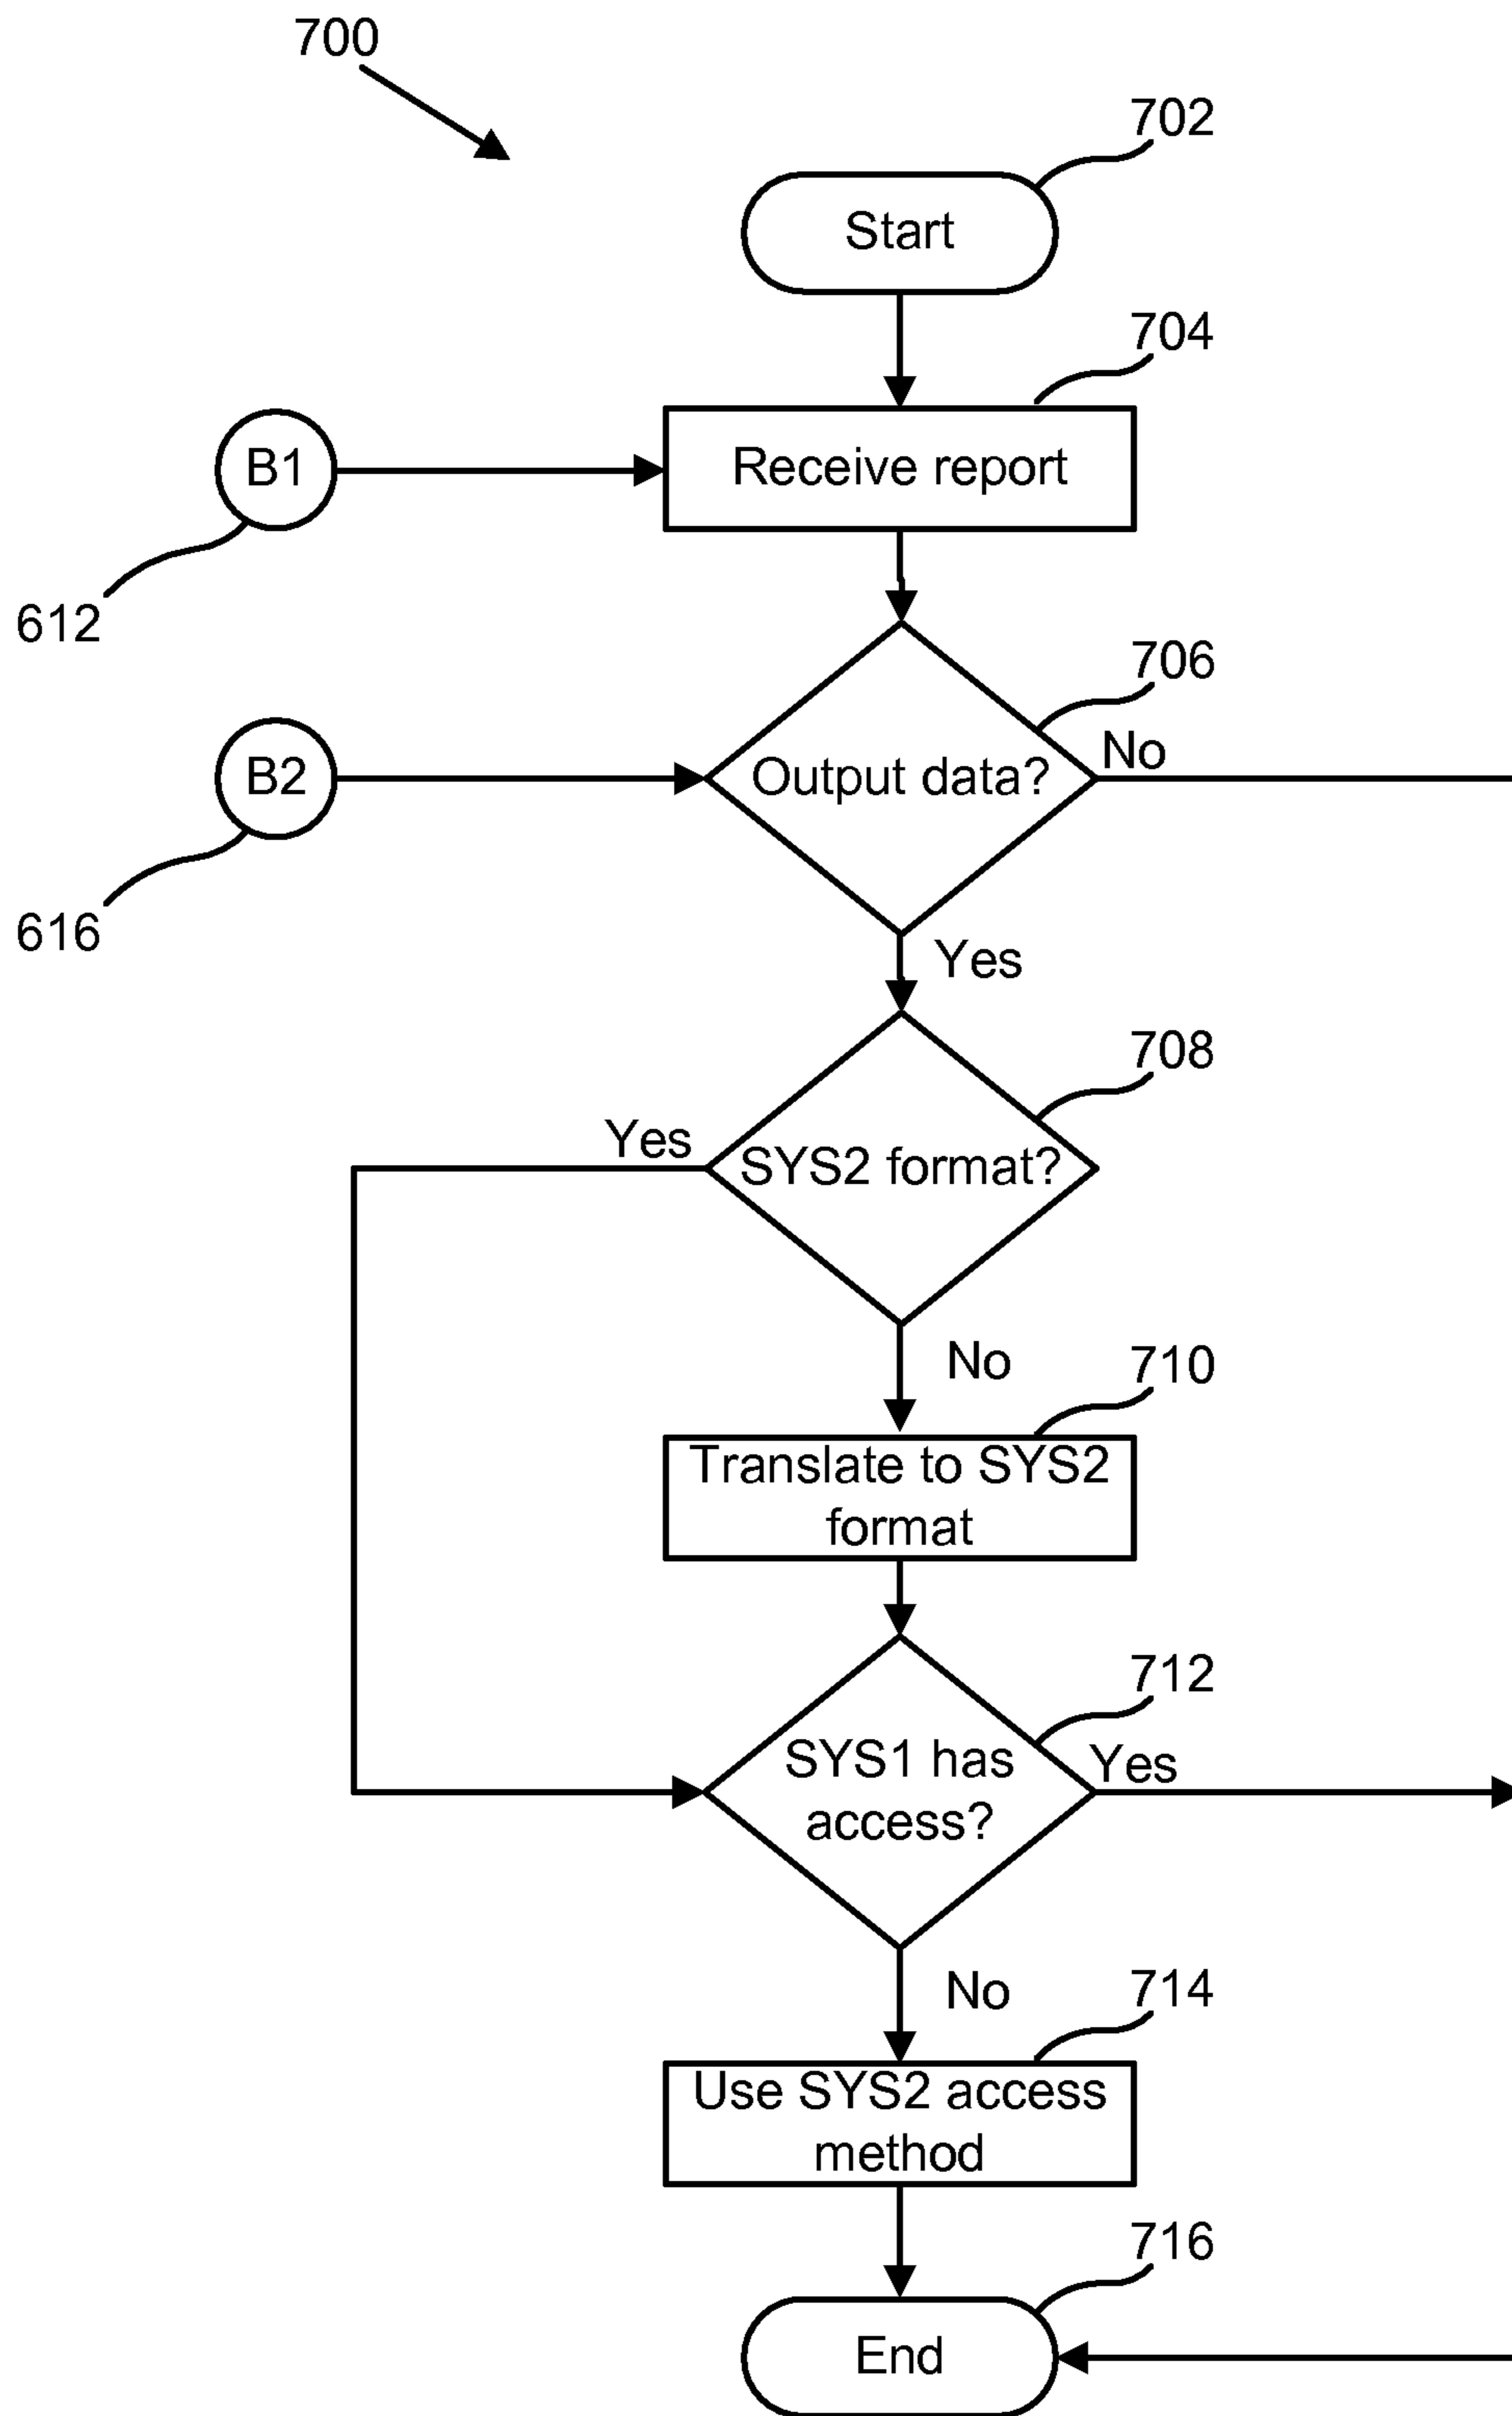 700
702
Start
704
B1
Receive report
612
706
No
B2
Output data?
616
Yes
708
Yes
SYS2 format?
No
710
Translate to SYS2
format
712
SYS1 has
access?
Yes
No
714
Use SYS2 access
method
716
End